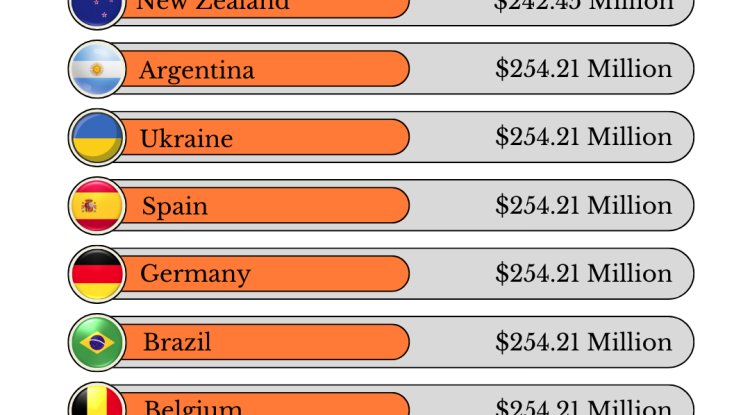 New Zealand $242.45 Million
Argentina $254.21 Million
Ukraine $254.21 Million
Spain $254.21 Million
Germany $254.21 Million
Brazil $254.21 Million
Belgium $254.21 Million